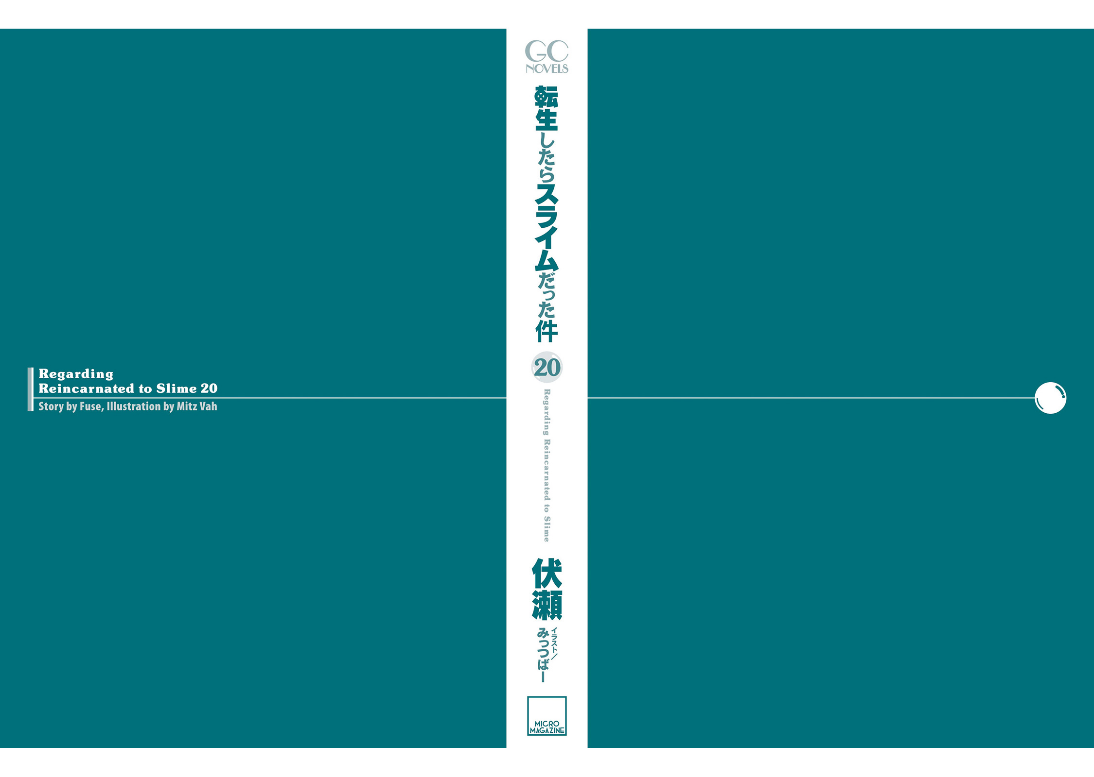 Regarding
Reincarnated to Slime 20
Story by Fuse, Illustration by Mitz Vah
GC
NOVELS
転生したらスライムだった件
20
Regarding Reincarnated to Slime
伏瀬
イラスト/
みっつばー
MICRO
MAGAZINE